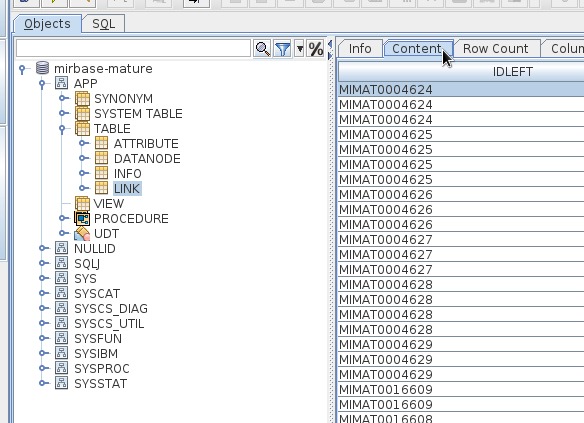 Objects
SQL
%
mirbase-mature
APP
SYNONYM
SYSTEM TABLE
TABLE
ATTRIBUTE
DATANODE
INFO
LINK
VIEW
PROCEDURE
UDT
NULLID
SQLJ
SYS
SYSCAT
SYSCS_DIAG
SYSCS_UTIL
SYSFUN
SYSIBM
SYSPROC
SYSSTAT
Info
Content
Row Count
Colum
IDLEFT
MIMAT0004624
MIMAT0004624
MIMAT0004624
MIMAT0004625
MIMAT0004625
MIMAT0004625
MIMAT0004625
MIMAT0004626
MIMAT0004626
MIMAT0004626
MIMAT0004627
MIMAT0004627
MIMAT0004627
MIMAT0004628
MIMAT0004628
MIMAT0004628
MIMAT0004628
MIMAT0004629
MIMAT0004629
MIMAT0004629
MIMAT0016609
MIMAT0016609
MIMAT0016608